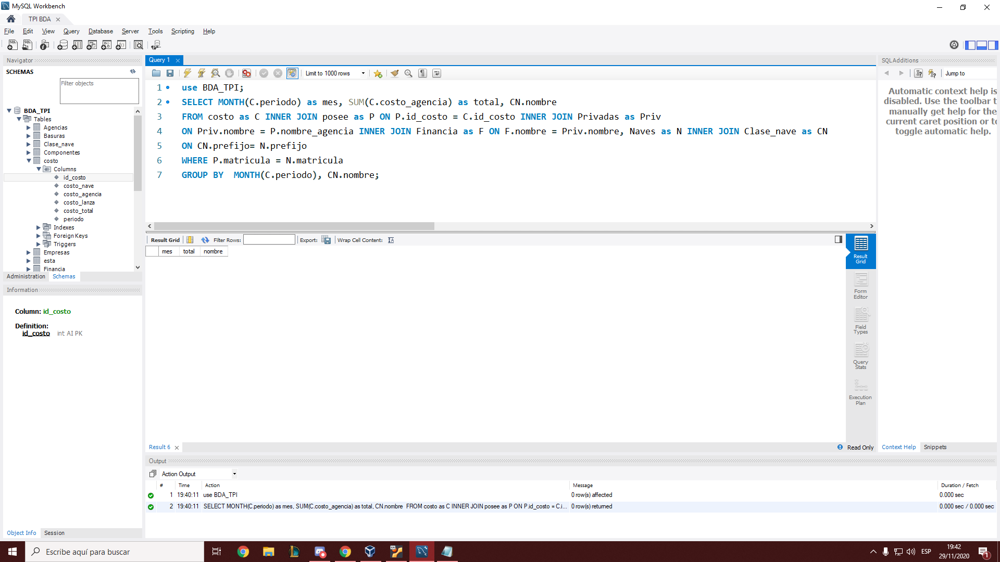 MySQL Workbench
TPI BDA
File Edit View Query Database Server Tools Scripting Help
Navigator
SCHEMAS
Filter objects
BDA_TPI
Tables
Agencias
Basuras
Clase_nave
Componentes
costo
Columns
id_costo
costo_nave
costo_agencia
costo_lanza
costo_total
periodo
Indexes
Foreign Keys
Triggers
Empresas
esta
Financia
Administration Schemas
Information
Column: id_costo
Definition:
id_costo int AI PK
Object Info Session
Query 1
Limit to 1000 rows
1 use BDA_TPI;
2 SELECT MONTH(C.periodo) as mes, SUM(C.costo_agencia) as total, CN.nombre
3 FROM costo as C INNER JOIN posee as P ON P.id_costo = C.id_costo INNER JOIN Privadas as Priv
4 ON Priv.nombre = P.nombre_agencia INNER JOIN Financia as F ON F.nombre = Priv.nombre, Naves as N INNER JOIN Clase_nave as CN
5 ON CN.prefijo= N.prefijo
6 WHERE P.matricula = N.matricula
7 GROUP BY  MONTH(C.periodo), CN.nombre;
Result Grid Filter Rows: Export: Wrap Cell Content:
mes total nombre
Result
Grid
Form
Editor
Field
Types
Query
Stats
Execution
Plan
Result 6 Read Only
SQLAdditions
Jump to
Automatic context help is
disabled. Use the toolbar t
manually get help for the
current caret position or to
toggle automatic help.
Context Help Snippets
Output
Action Output
# Time Action Message Duration / Fetch
1 19:40:11 use BDA_TPI 0 row(s) affected 0.000 sec
2 19:40:11 SELECT MONTH(C.periodo) as mes, SUM(C.costo_agencia) as total, CN.nombre  FROM costo as C INNER JOIN posee as P ON P.id_costo = C.i... 0 row(s) returned 0.000 sec / 0.000 sec
Escribe aquí para buscar
ESP
19:42
29/11/2020
1